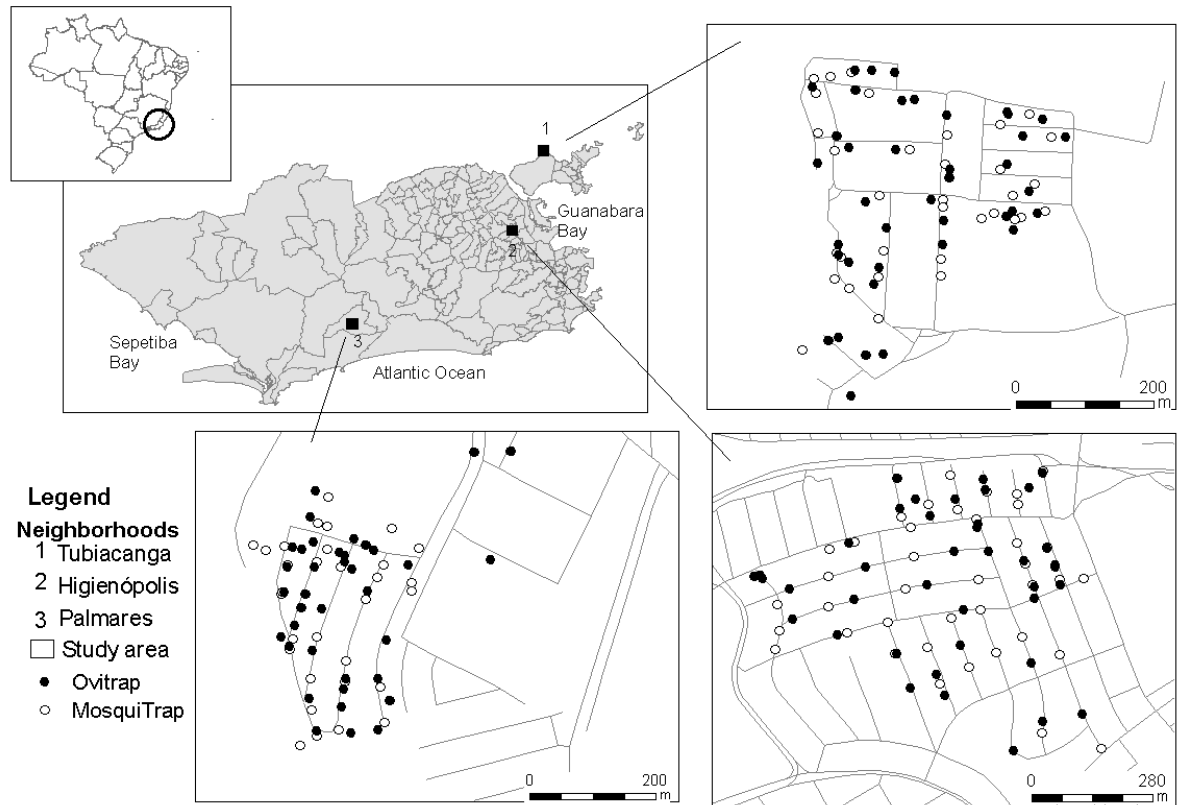 1
Guanabara
Bay
2
3
Sepetiba
Bay
Atlantic Ocean
0 200
m
Legend
Neighborhoods
1 Tubiacanga
2 Higienópolis
3 Palmares
Study area
Ovitrap
MosquiTrap
0 200
m
0 280
m